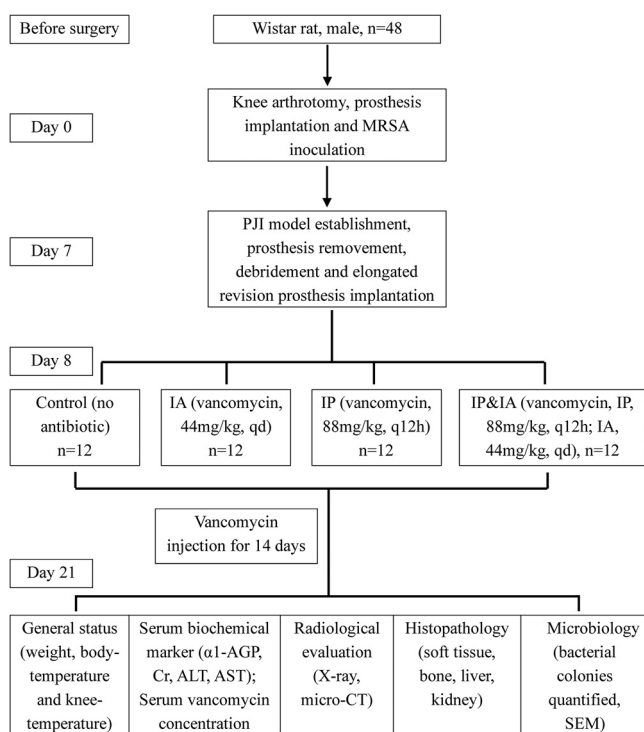 Before surgery
Wistar rat, male, n=48
Day 0
Knee arthrotomy, prosthesis
implantation and MRSA
inoculation
Day 7
PJI model establishment,
prosthesis removement,
debridement and elongated
revision prosthesis implantation
Day 8
Control (no
antibiotic)
n=12
IA (vancomycin,
44mg/kg, qd)
n=12
IP (vancomycin,
88mg/kg, q12h)
n=12
IP&IA (vancomycin, IP,
88mg/kg, q12h; IA,
44mg/kg, qd), n=12
Vancomycin
injection for 14 days
Day 21
General status
(weight, body-
temperature
and knee-
temperature)
Serum biochemical
marker (α1-AGP,
Cr, ALT, AST);
Serum vancomycin
concentration
Radiological
evaluation
(X-ray,
micro-CT)
Histopathology
(soft tissue,
bone, liver,
kidney)
Microbiology
(bacterial
colonies
quantified,
SEM)